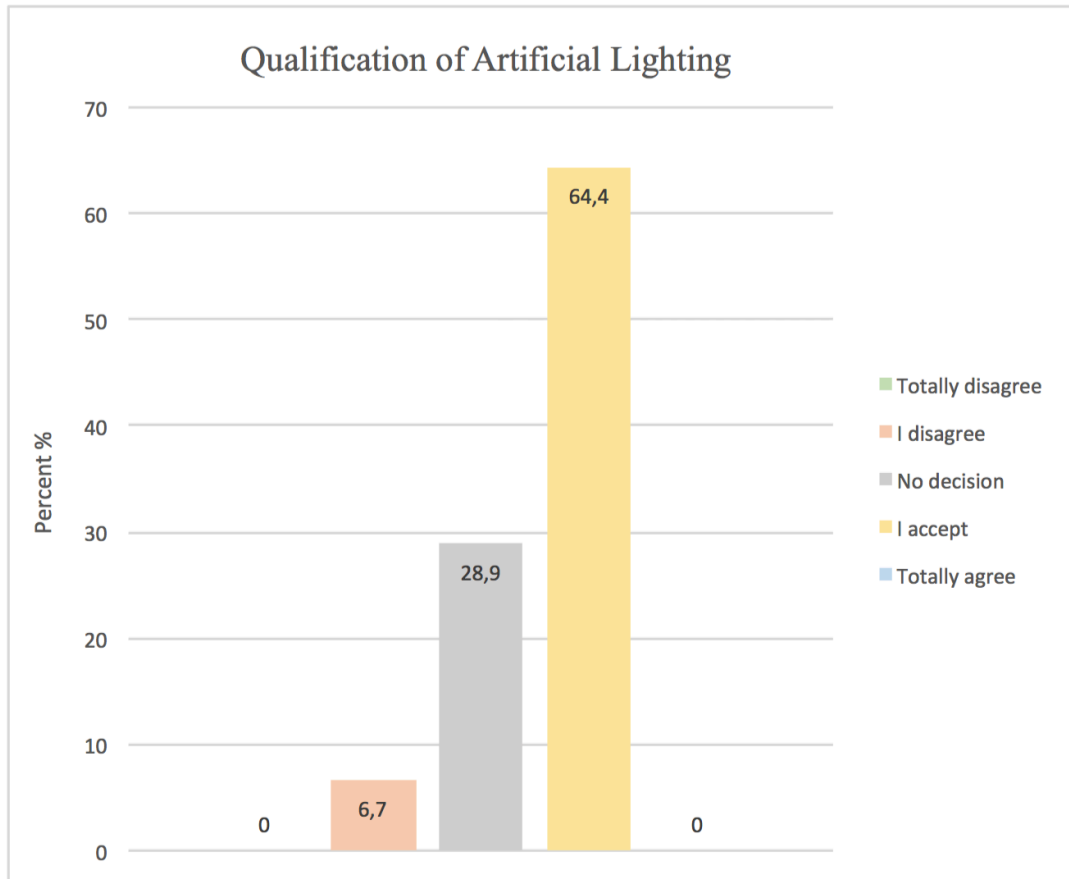 Qualification of Artificial Lighting
70
60
50
40
30
20
10
0
Percent %
0
6,7
28,9
64,4
0
Totally disagree
I disagree
No decision
I accept
Totally agree